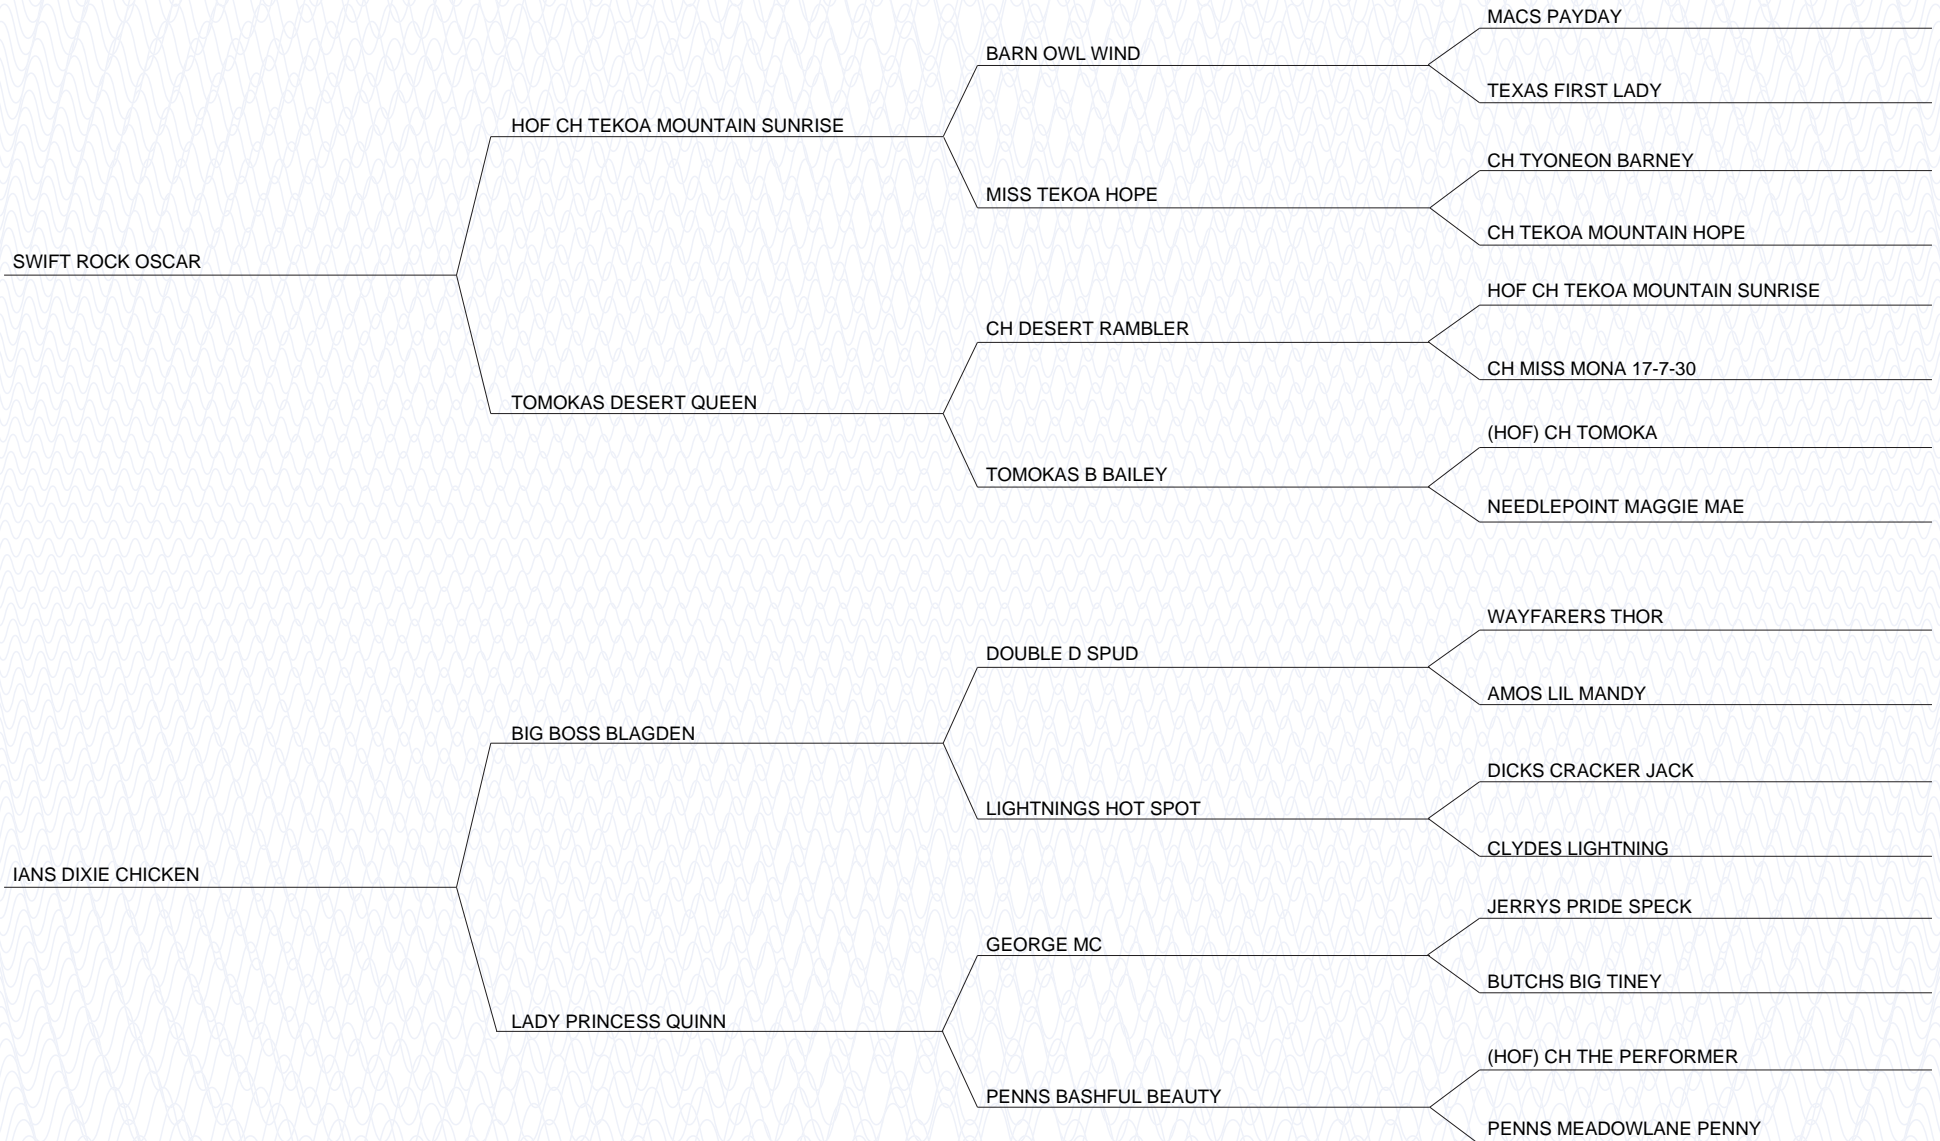 MACS PAYDAY
BARN OWL WIND
TEXAS FIRST LADY
HOF CH TEKOA MOUNTAIN SUNRISE
CH TYONEON BARNEY
MISS TEKOA HOPE
CH TEKOA MOUNTAIN HOPE
SWIFT ROCK OSCAR
HOF CH TEKOA MOUNTAIN SUNRISE
CH DESERT RAMBLER
CH MISS MONA 17-7-30
TOMOKAS DESERT QUEEN
(HOF) CH TOMOKA
TOMOKAS B BAILEY
NEEDLEPOINT MAGGIE MAE
WAYFARERS THOR
DOUBLE D SPUD
AMOS LIL MANDY
BIG BOSS BLAGDEN
DICKS CRACKER JACK
LIGHTNINGS HOT SPOT
CLYDES LIGHTNING
IANS DIXIE CHICKEN
JERRYS PRIDE SPECK
GEORGE MC
BUTCHS BIG TINEY
LADY PRINCESS QUINN
(HOF) CH THE PERFORMER
PENNS BASHFUL BEAUTY
PENNS MEADOWLANE PENNY